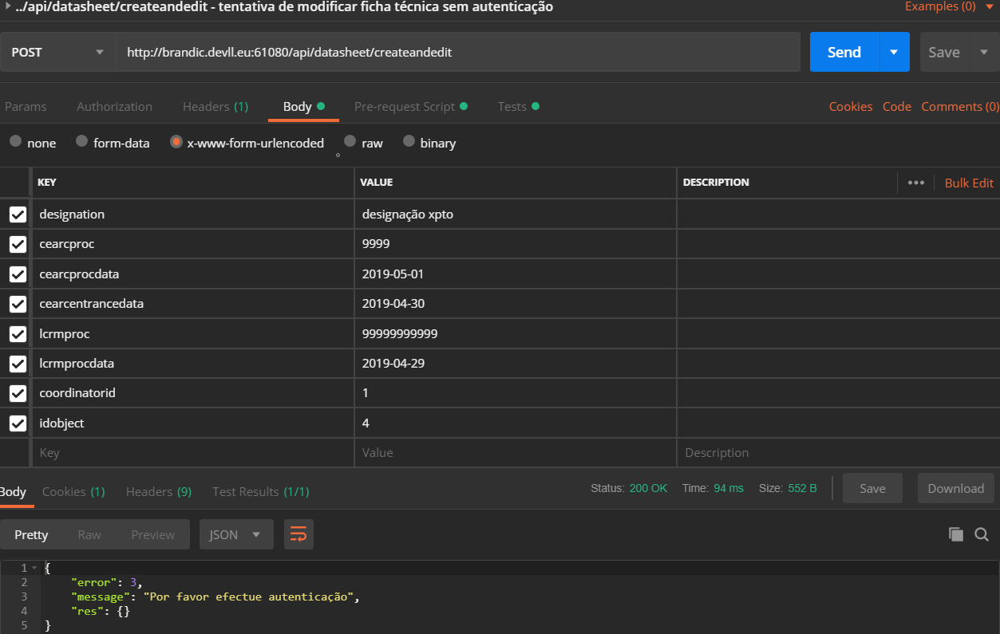 ../api/datasheet/createandedit - tentativa de modificar ficha técnica sem autenticação Examples (0)
POST http://brandic.devll.eu:61080/api/datasheet/createandedit Send Save
Params Authorization Headers (1) Body Pre-request Script Tests Cookies Code Comments (0)
none form-data x-www-form-urlencoded raw binary
KEY VALUE DESCRIPTION ••• Bulk Edit
designation designação xpto
cearcproc 9999
cearcprocdata 2019-05-01
cearcentrancedata 2019-04-30
lcrmproc 99999999999
lcrmprocdata 2019-04-29
coordinatorid 1
idobject 4
Key Value Description
Body Cookies (1) Headers (9) Test Results (1/1) Status: 200 OK Time: 94 ms Size: 552 B Save Download
Pretty Raw Preview JSON
1 {
2 "error": 3,
3 "message": "Por favor efectue autenticação",
4 "res": {}
5 }